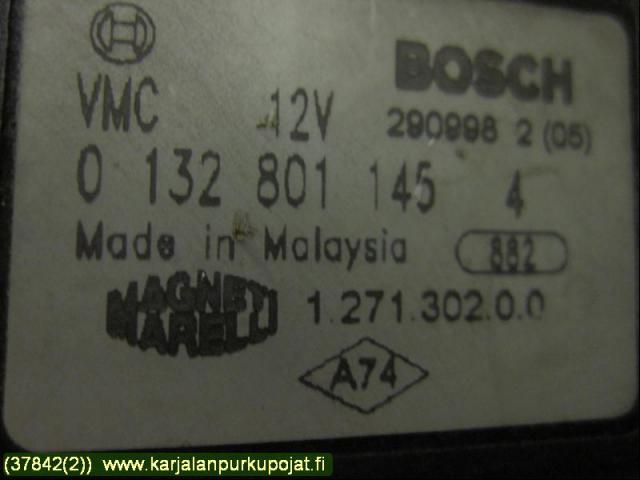 BOSCH
VMC 12V 290998 2 (05)
0 132 801 145 4
Made in Malaysia 882
MAGNETI MARELLI 1.271.302.0.0
A74
(37842(2)) www.karjalanpurkupojat.fi